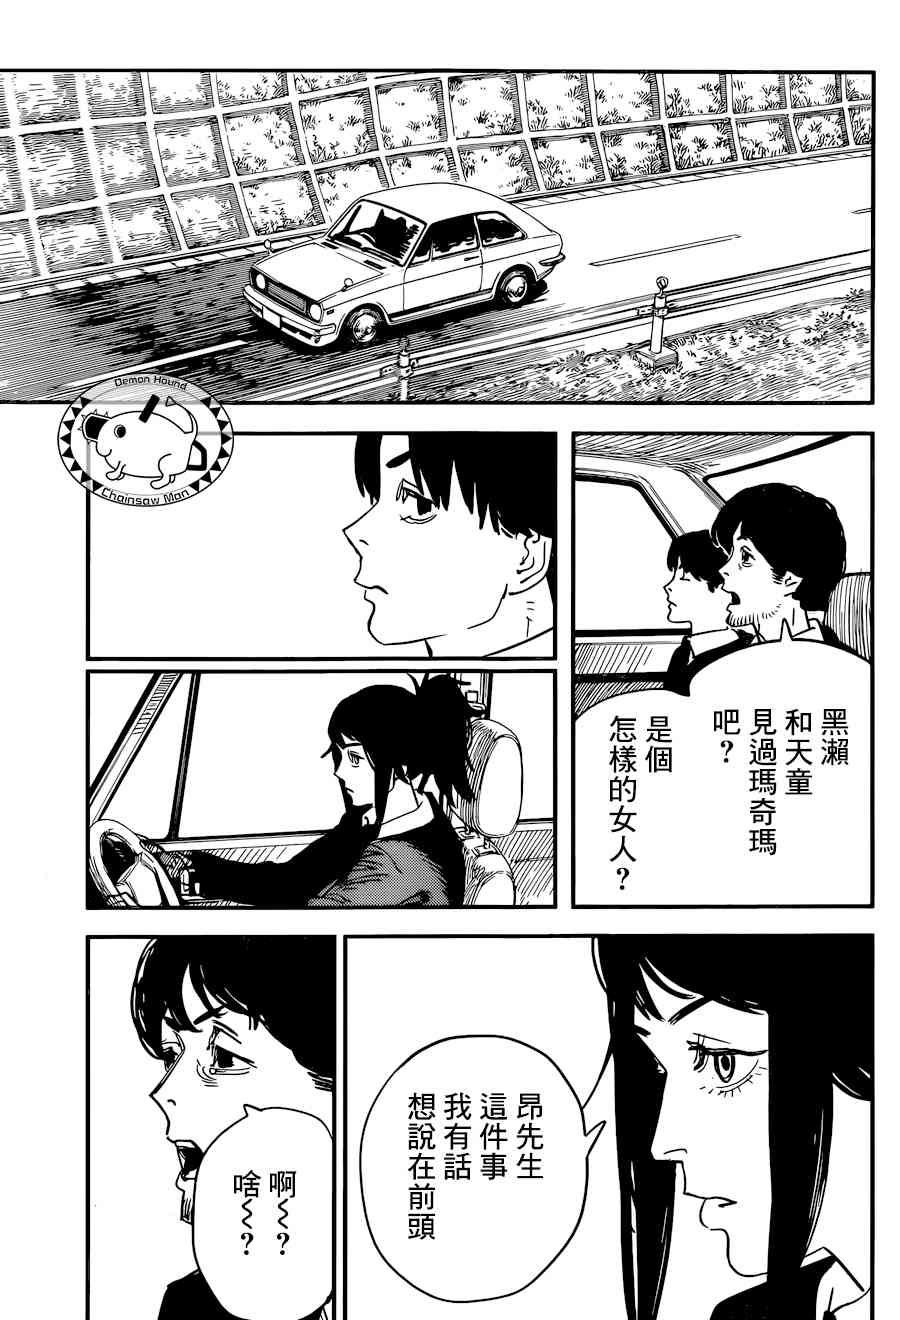 Demon Hound
Chainsaw Man
黑瀨
和天童
見過瑪奇瑪
吧？
是個
怎樣的女人？
昂先生
這件事
我有話
想說在前頭
啊～～？
啥～～？